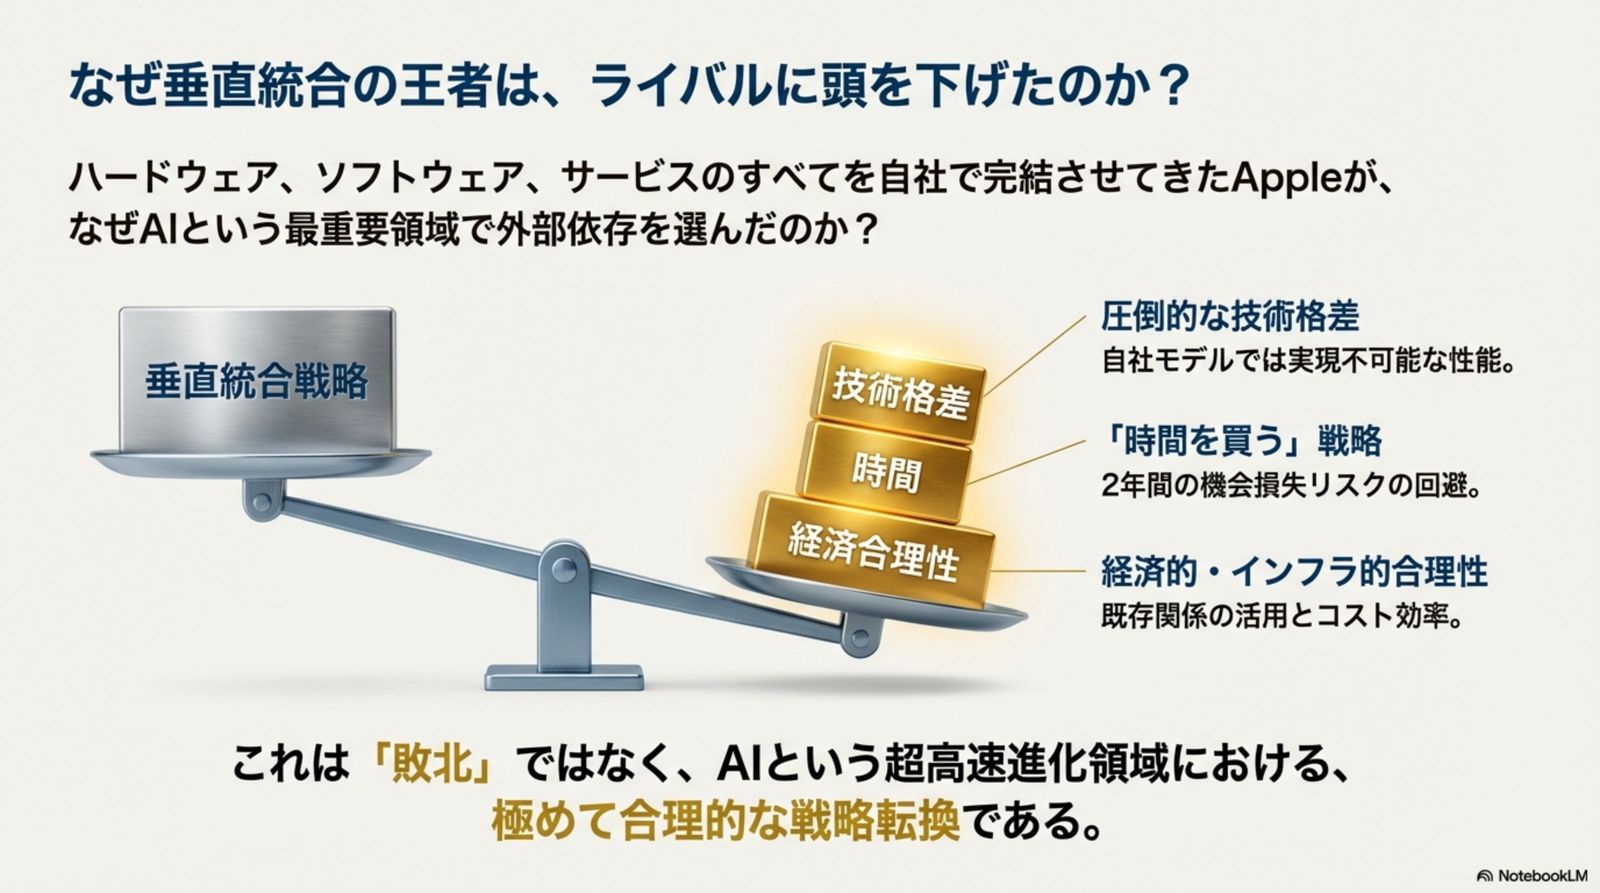 なぜ垂直統合の王者は、ライバルに頭を下げたのか？
ハードウェア、ソフトウェア、サービスのすべてを自社で完結させてきたAppleが、
なぜAIという最重要領域で外部依存を選んだのか？
垂直統合戦略
技術格差
時間
経済合理性
圧倒的な技術格差
自社モデルでは実現不可能な性能。
「時間を買う」戦略
2年間の機会損失リスクの回避。
経済的・インフラ的合理性
既存関係の活用とコスト効率。
これは「敗北」ではなく、AIという超高速進化領域における、
極めて合理的な戦略転換である。
NotebookLM